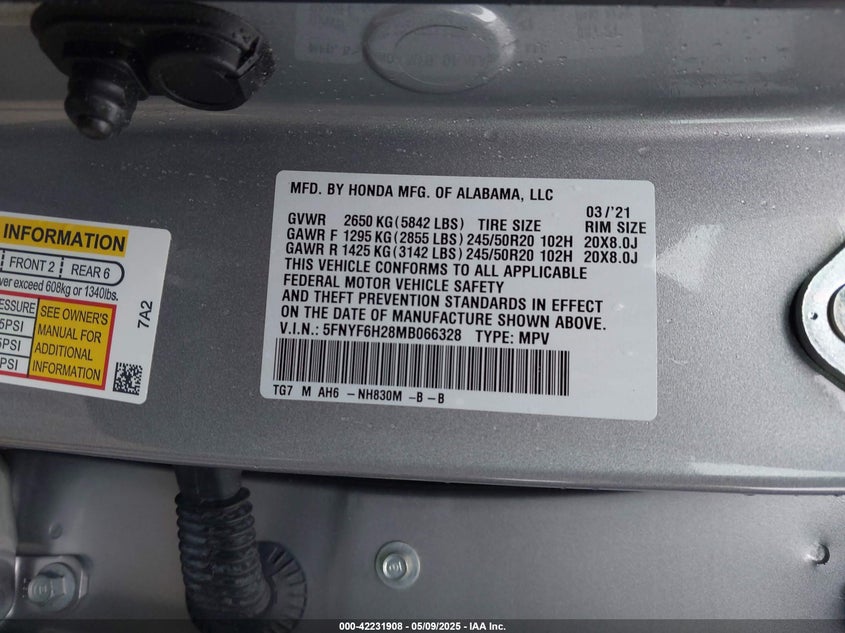 MFD. BY HONDA MFG. OF ALABAMA, LLC
03/'21
GVWR 2650 KG(5842 LBS) TIRE SIZE RIM SIZE
GAWR F 1295 KG(2855 LBS) 245/50R20 102H 20X8.0J
GAWR R 1425 KG(3142 LBS) 245/50R20 102H 20X8.0J
THIS VEHICLE CONFORMS TO ALL APPLICABLE
FEDERAL MOTOR VEHICLE SAFETY
AND THEFT PREVENTION STANDARDS IN EFFECT
ON THE DATE OF MANUFACTURE SHOWN ABOVE.
V.I.N.: 5FNYF6H28MB066328 TYPE: MPV
TG7 M AH6 -NH830M -B -B
INFORMATION
FRONT 2 REAR 6
exceed 608kg or 1340lbs.
SEE OWNER'S
MANUAL FOR
ADDITIONAL
INFORMATION
PSI
PSI
PSI
7A2
000-42231908 - 05/09/2025 - IAA Inc.